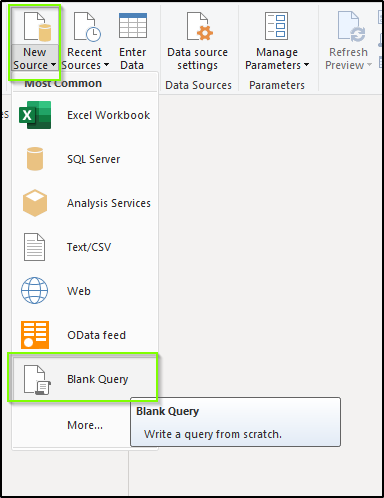 New
Source
Recent
Sources
Enter
Data
Data source
settings
Manage
Parameters
Refresh
Preview
Data Sources
Parameters
Most Common
es
Excel Workbook
SQL Server
Analysis Services
Text/CSV
Web
OData feed
Blank Query
More...
Blank Query
Write a query from scratch.